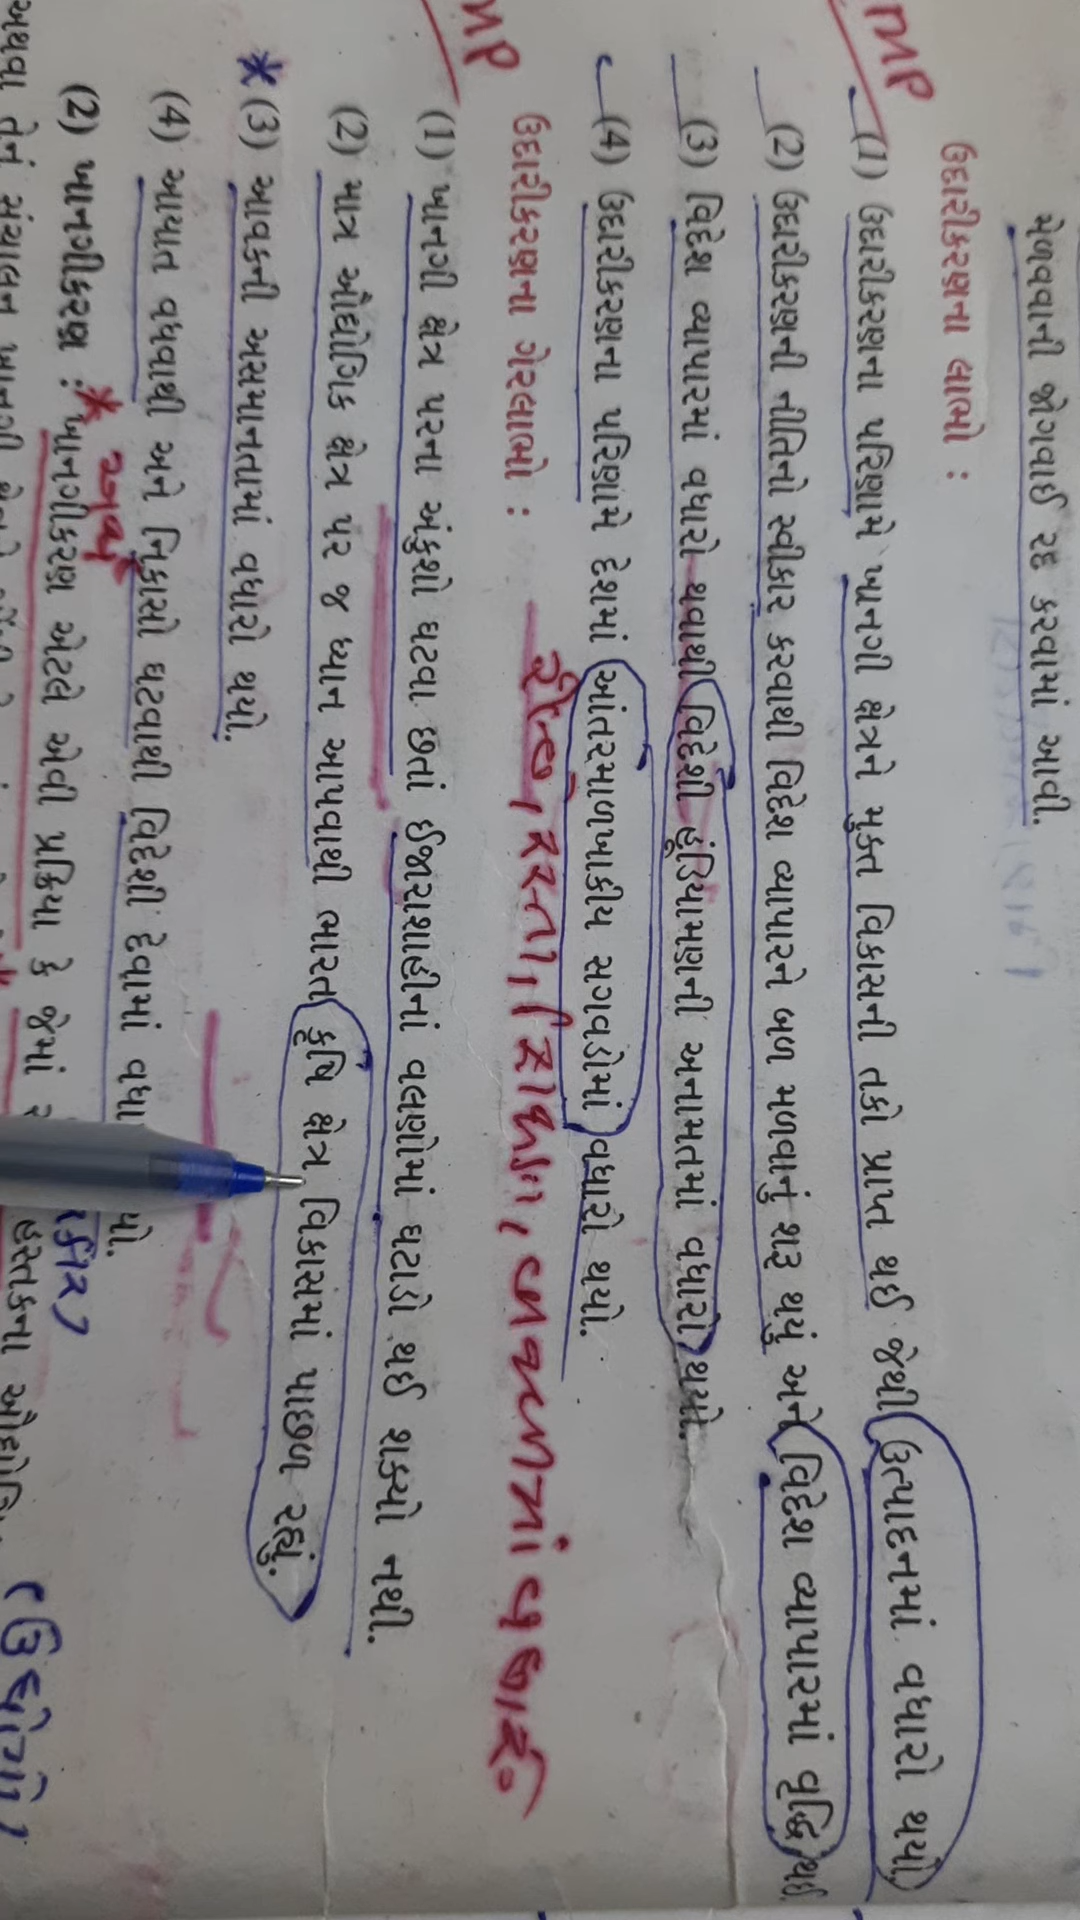 મેળવવાની જોગવાઈ રદ કરવામાં આવી.
ઉદારીકરણના લાભો :
IMP
(1) ઉદારીકરણના પરિણામે ખાનગી ક્ષેત્રને મુક્ત વિકાસની તકો પ્રાપ્ત થઈ જેથી ઉત્પાદનમાં વધારો થયો
(2) ઉદારીકરણની નીતિનો સ્વીકાર કરવાથી વિદેશ વ્યાપારને બળ મળવાનું શરૂ થયું અને વિદેશ વ્યાપારમાં વૃદ્ધિ થઈ
(3) વિદેશ વ્યાપારમાં વધારો થવાથી વિદેશી હૂંડિયામણની અનામતમાં વધારો થયો.
(4) ઉદારીકરણના પરિણામે દેશમાં આંતરમાળખાકીય સગવડોમાં વધારો થયો.
ઉદારીકરણના ગેરલાભો :
રેલ્વે, રસ્તા,
IMP
(1) ખાનગી ક્ષેત્ર પરના અંકુશો ઘટવા છતાં ઈજારાશાહીનાં વલણોમાં ઘટાડો થઈ શક્યો નથી.
(2) માત્ર ઔદ્યોગિક ક્ષેત્ર પર જ ધ્યાન આપવાથી ભારત કૃષિ ક્ષેત્ર વિકાસમાં પાછળ રહ્યું.
* (3) આવકની અસમાનતામાં વધારો થયો.
(4) આયાત વધવાથી અને નિકાસો ઘટવાથી વિદેશી દેવામાં વધા યો.
(2) ખાનગીકરણ : * ખાનગીકરણ એટલે એવી પ્રક્રિયા કે જેમાં હસ્તકના
અથવા તેનું સંચાલન